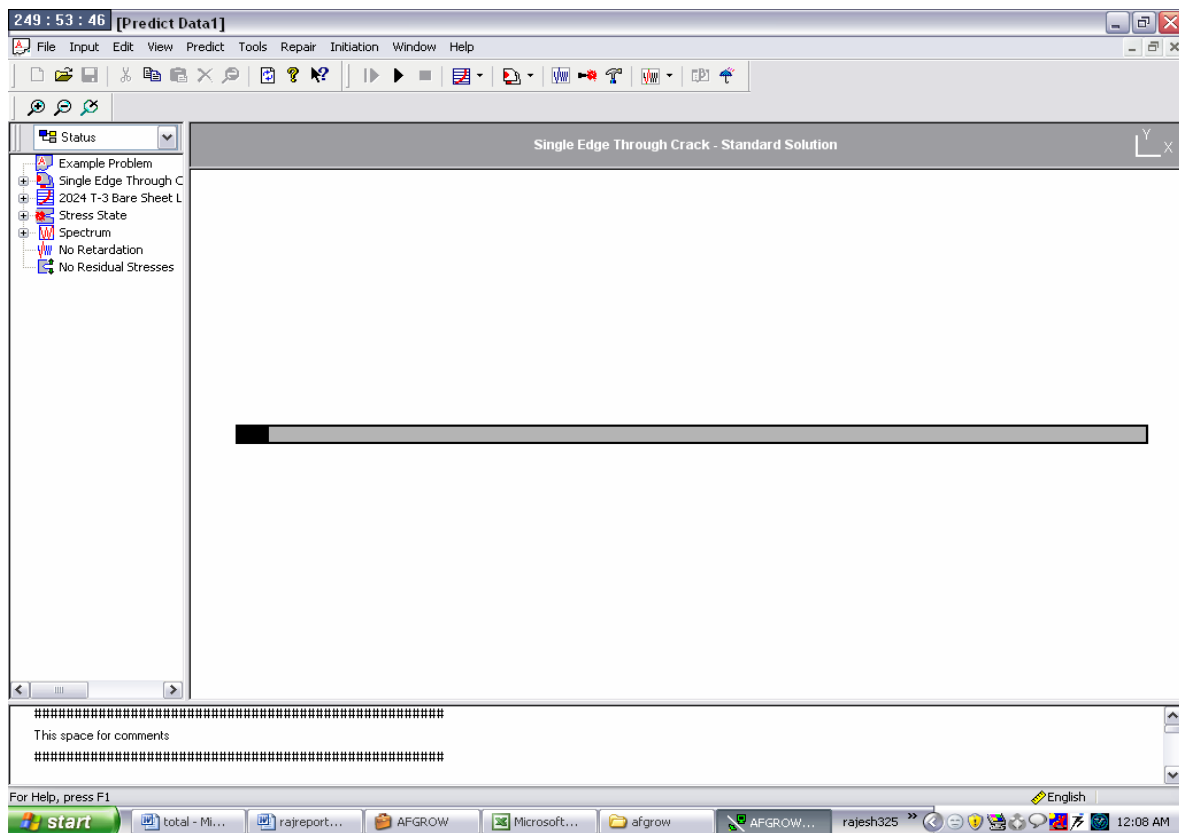 249 : 53 : 46 [Predict Data1]
File Input Edit View Predict Tools Repair Initiation Window Help
Status
Single Edge Through Crack - Standard Solution
Y
X
Example Problem
Single Edge Through C
2024 T-3 Bare Sheet L
Stress State
Spectrum
No Retardation
No Residual Stresses
###################################################
This space for comments
###################################################
For Help, press F1
English
start total - Mi... rajreport... AFGROW Microsoft... afgrow AFGROW... rajesh325 » 12:08 AM